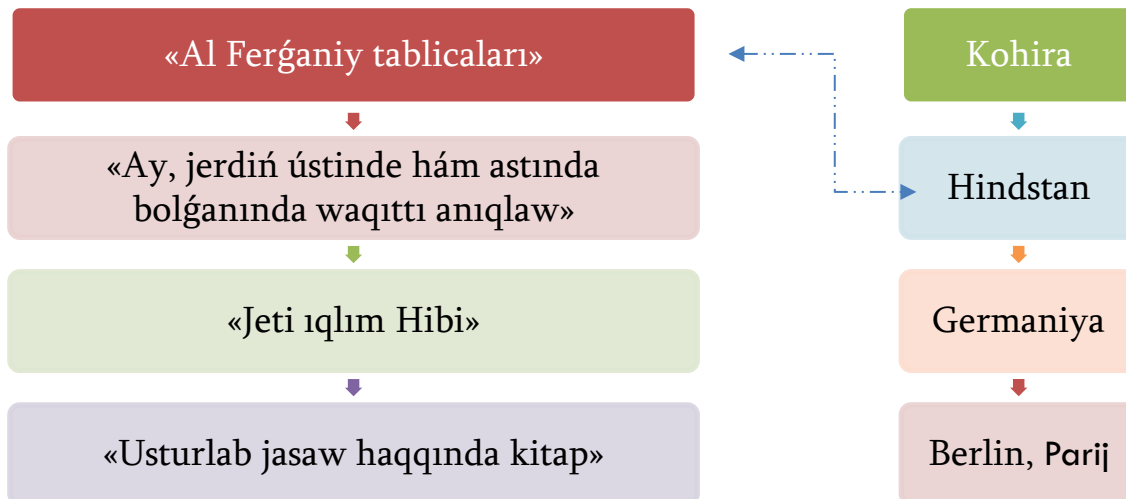 «Al Ferǵaniy tablicaları»
«Ay, jerdiń ústinde hám astında
bolǵanında waqıttı anıqlaw»
«Jeti ıqlım Hibi»
«Usturlab jasaw haqqında kitap»
Kohira
Hindstan
Germaniya
Berlin, Parij